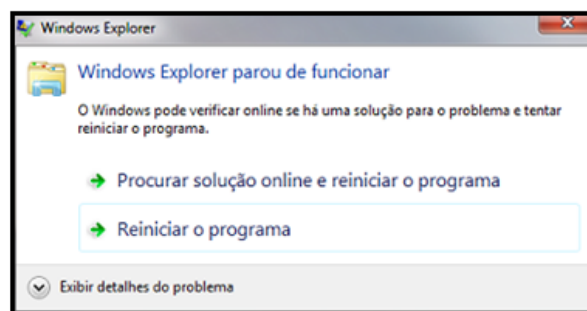 Windows Explorer
Windows Explorer parou de funcionar
O Windows pode verificar online se há uma solução para o problema e tentar
reiniciar o programa.
Procurar solução online e reiniciar o programa
Reiniciar o programa
Exibir detalhes do problema